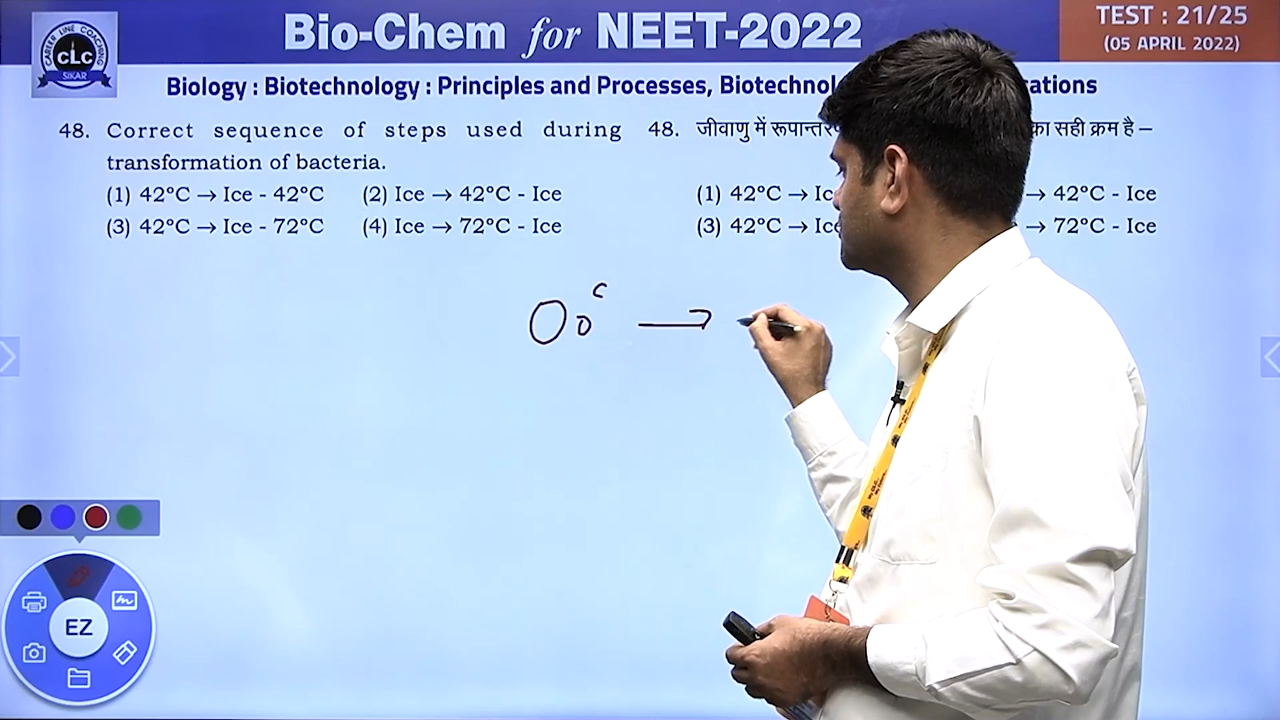 Bio-Chem for NEET-2022
TEST : 21/25
(05 APRIL 2022)
CAREER LINE COACHING
CLC
SIKAR
Biology : Biotechnology : Principles and Processes, Biotechnol ations
48. Correct sequence of steps used during
transformation of bacteria.
(1) 42°C → Ice - 42°C (2) Ice → 42°C - Ice
(3) 42°C → Ice - 72°C (4) Ice → 72°C - Ice
48. जीवाणु में रूपान्तर का सही क्रम है –
(1) 42°C → Ic → 42°C - Ice
(3) 42°C → Ice → 72°C - Ice
0°C →
EZ